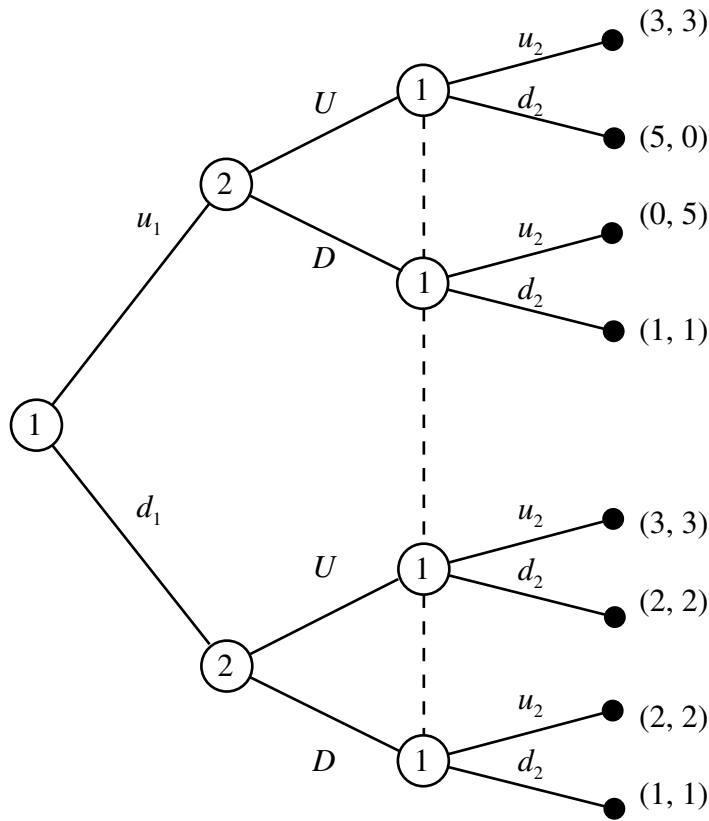 (3, 3)
u₂
U
1
d₂
(5, 0)
2
(0, 5)
u₁
u₂
D
1
d₂
(1, 1)
1
d₁
u₂
(3, 3)
U
1
d₂
(2, 2)
2
u₂
(2, 2)
D
1
d₂
(1, 1)